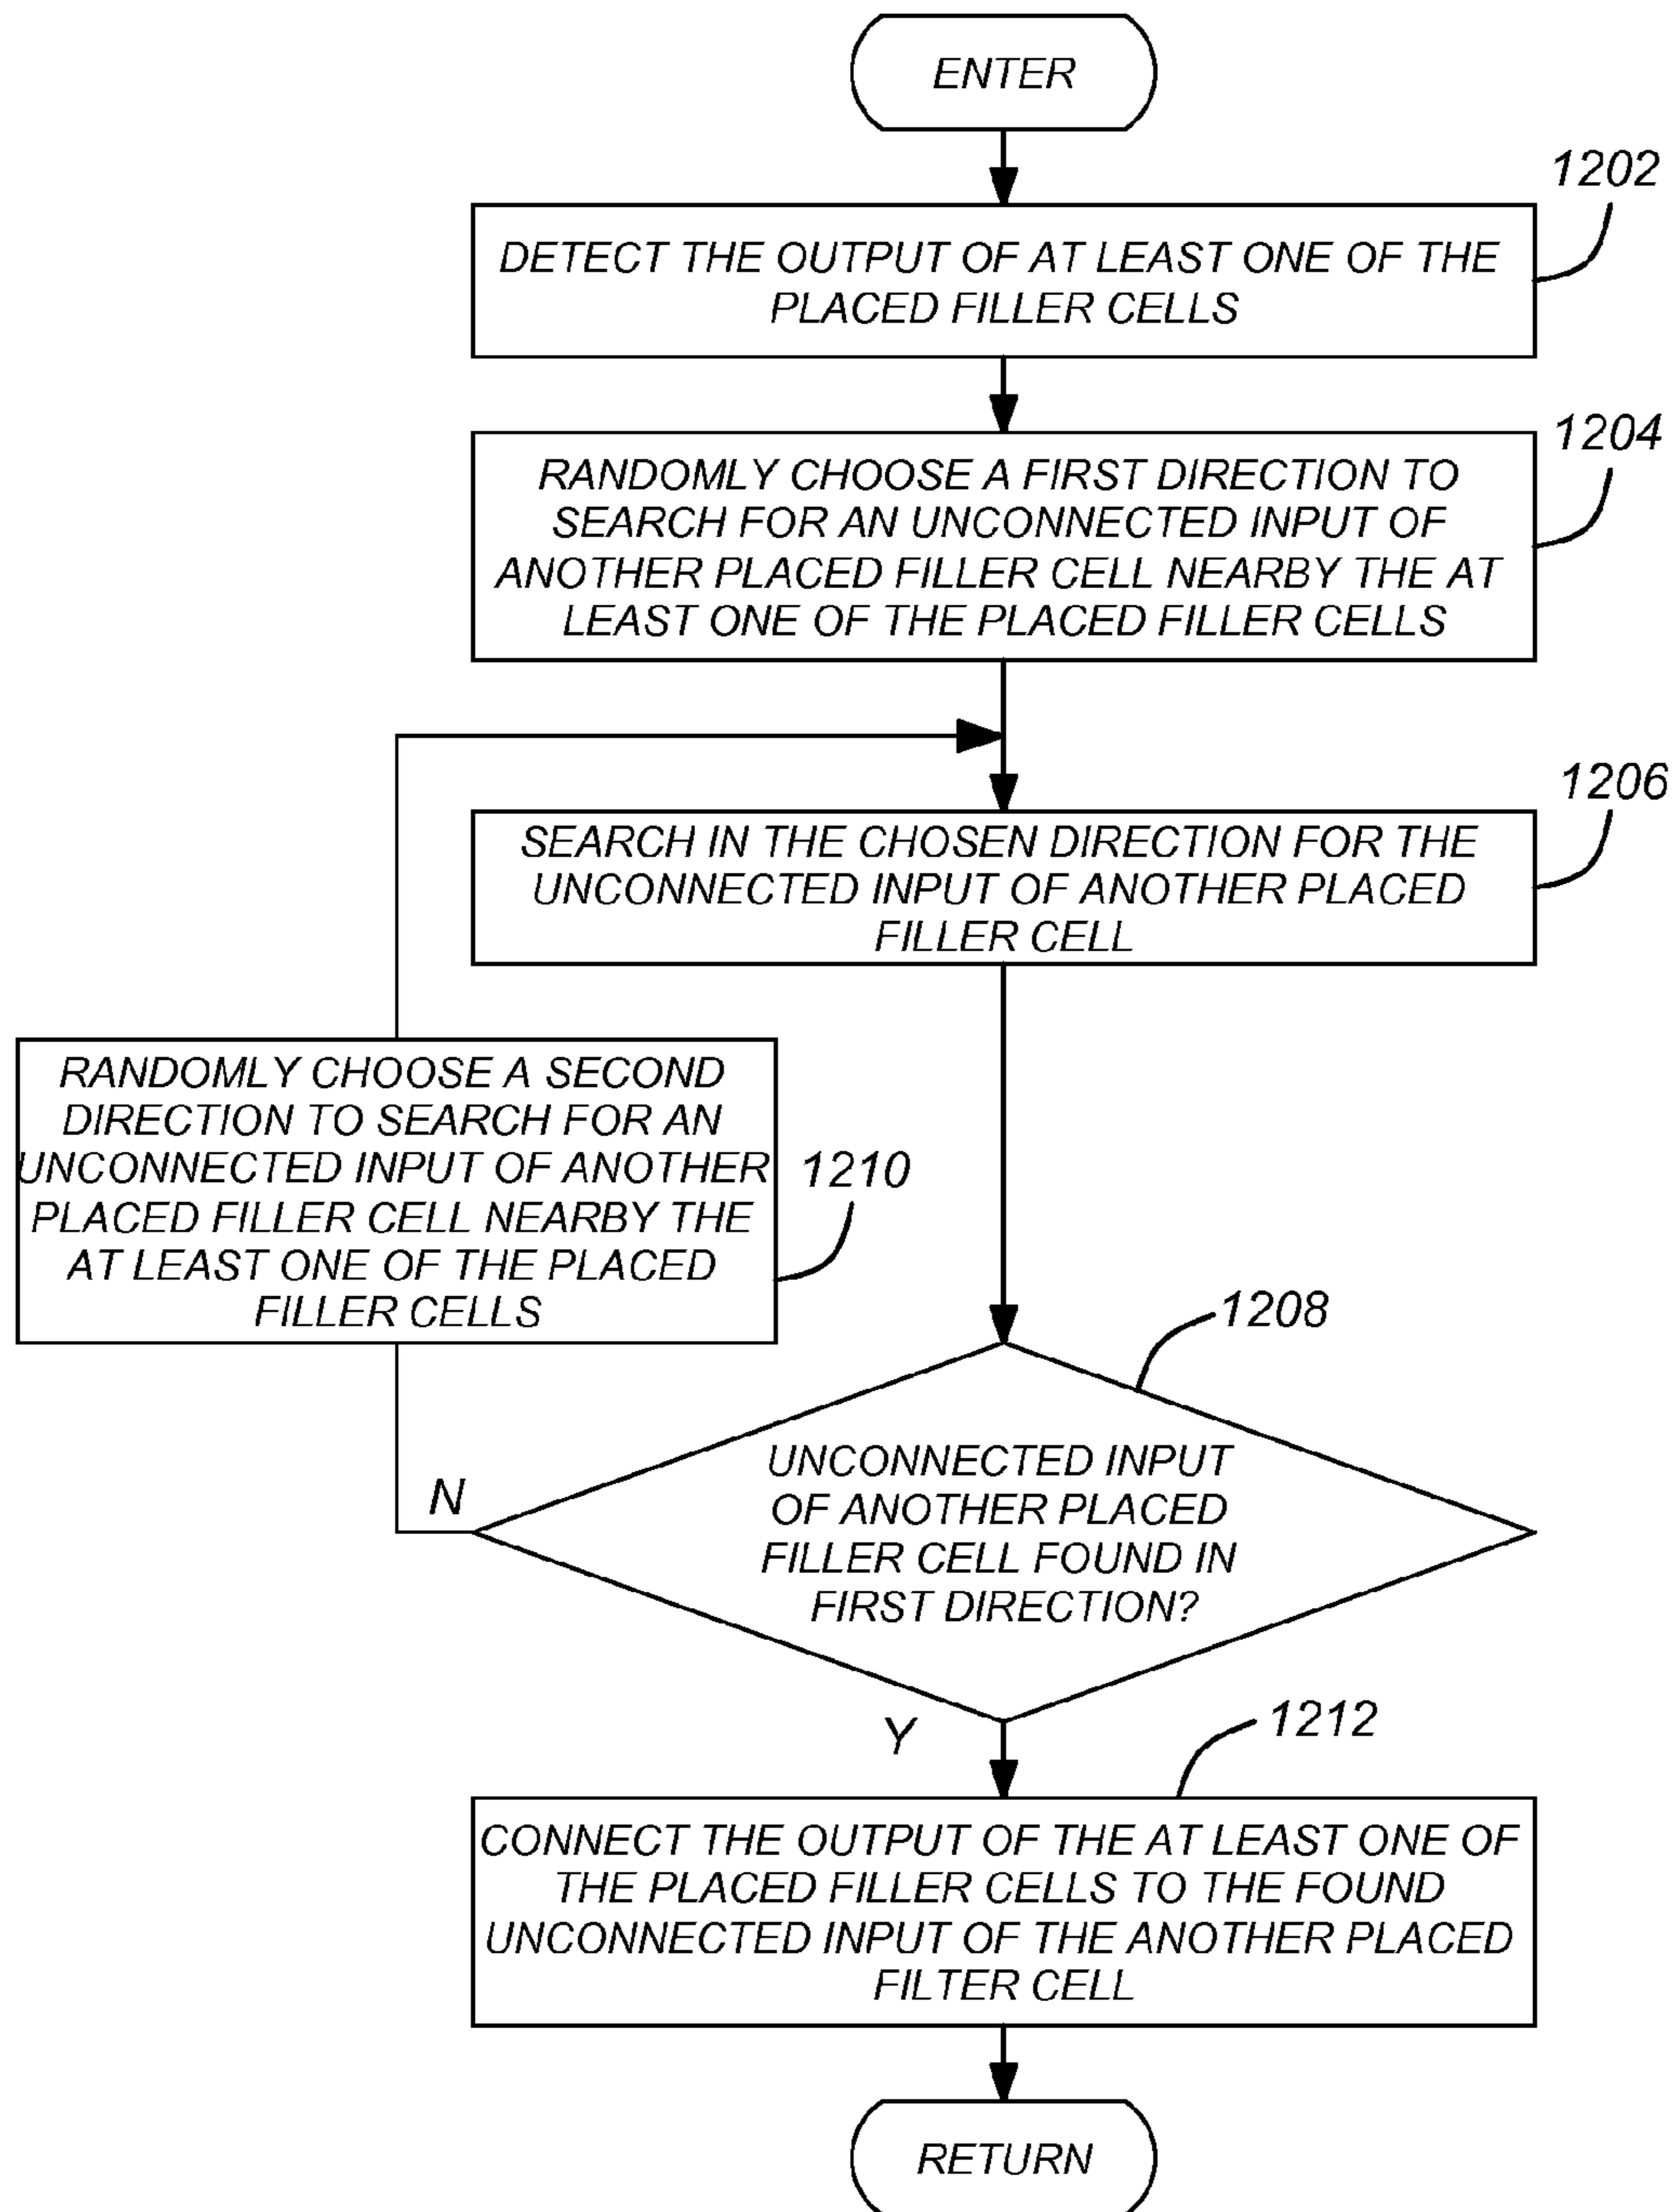 ENTER
1202
DETECT THE OUTPUT OF AT LEAST ONE OF THE
PLACED FILLER CELLS
1204
RANDOMLY CHOOSE A FIRST DIRECTION TO
SEARCH FOR AN UNCONNECTED INPUT OF
ANOTHER PLACED FILLER CELL NEARBY THE AT
LEAST ONE OF THE PLACED FILLER CELLS
1206
SEARCH IN THE CHOSEN DIRECTION FOR THE
UNCONNECTED INPUT OF ANOTHER PLACED
FILLER CELL
RANDOMLY CHOOSE A SECOND
DIRECTION TO SEARCH FOR AN
UNCONNECTED INPUT OF ANOTHER
PLACED FILLER CELL NEARBY THE
AT LEAST ONE OF THE PLACED
FILLER CELLS
1210
1208
UNCONNECTED INPUT
OF ANOTHER PLACED
FILLER CELL FOUND IN
FIRST DIRECTION?
N
Y
1212
CONNECT THE OUTPUT OF THE AT LEAST ONE OF
THE PLACED FILLER CELLS TO THE FOUND
UNCONNECTED INPUT OF THE ANOTHER PLACED
FILTER CELL
RETURN